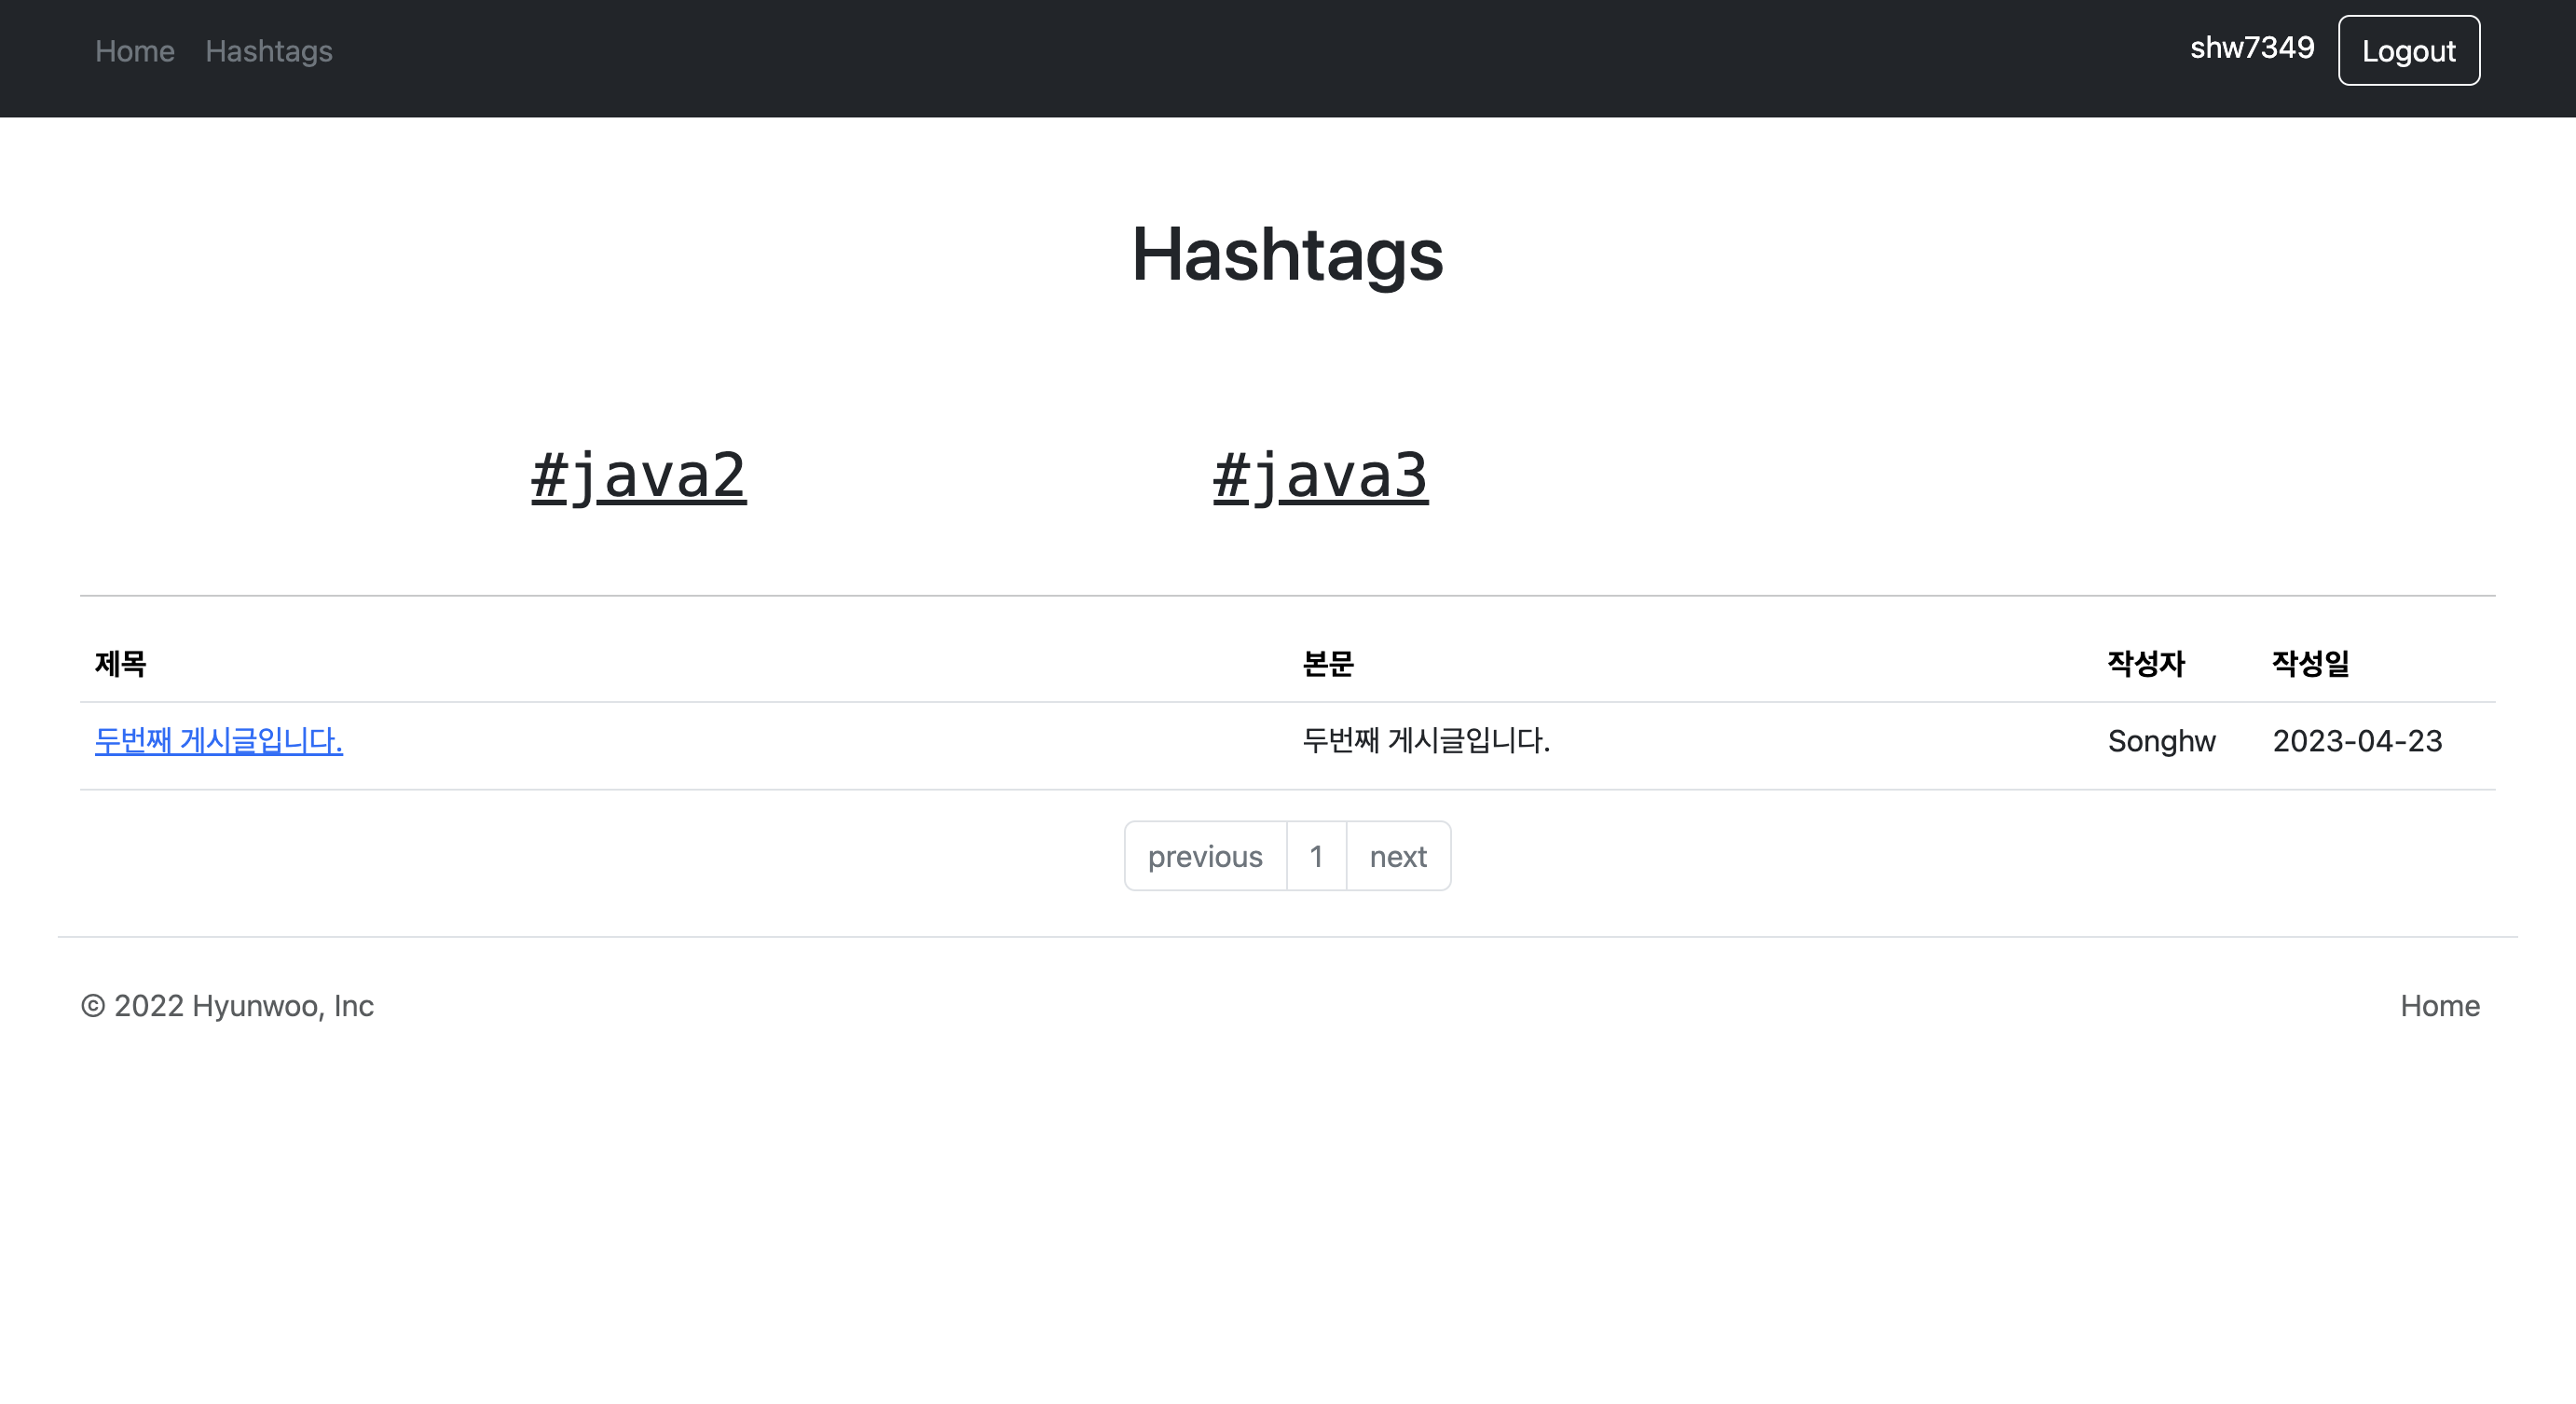 Home Hashtags shw7349 Logout
Hashtags
#java2 #java3
제목 본문 작성자 작성일
두번째 게시글입니다. 두번째 게시글입니다. Songhw 2023-04-23
previous 1 next
© 2022 Hyunwoo, Inc Home